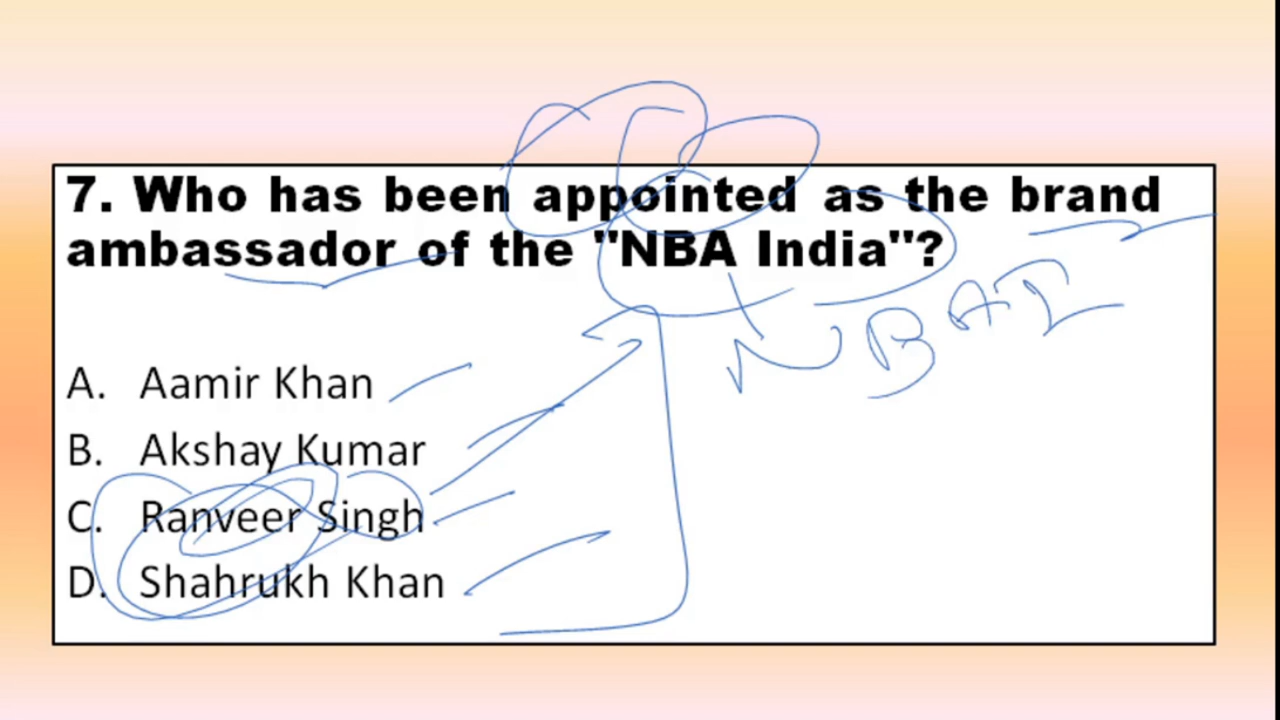 7. Who has been appointed as the brand
ambassador of the "NBA India"?
NBAI
A. Aamir Khan
B. Akshay Kumar
C. Ranveer Singh
D. Shahrukh Khan